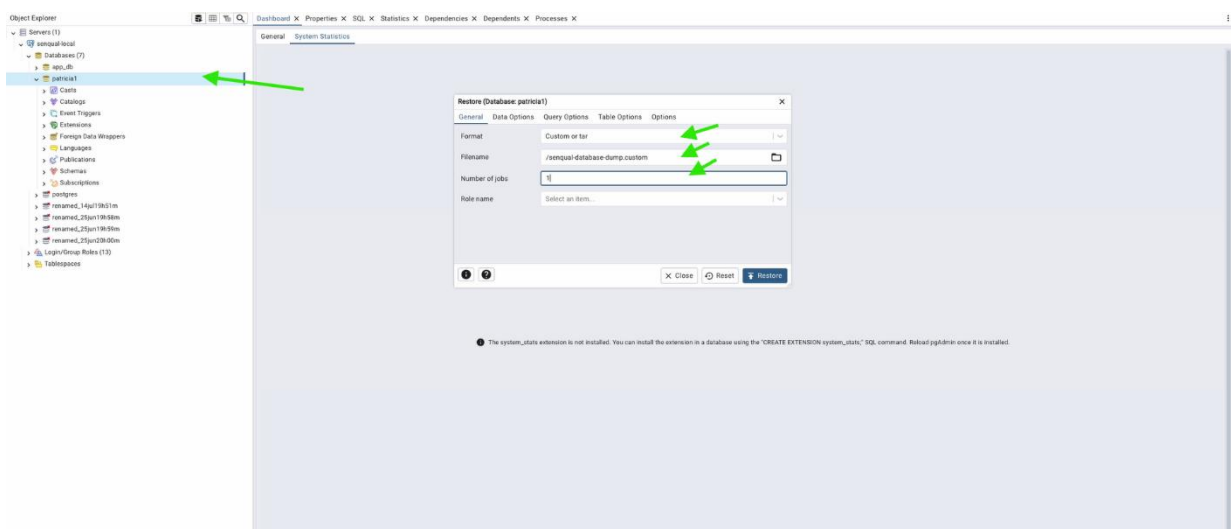 Object Explorer
Dashboard X Properties X SQL X Statistics X Dependencies X Dependents X Processes X
General System Statistics
Servers (1)
senqual-local
Databases (7)
app_db
patricia1
Casts
Catalogs
Event Triggers
Extensions
Foreign Data Wrappers
Languages
Publications
Schemas
Subscriptions
postgres
renamed_14jul19h51m
renamed_25jun19h58m
renamed_25jun19h59m
renamed_25jun20h00m
Login/Group Roles (13)
Tablespaces
Restore (Database: patricia1)
General Data Options Query Options Table Options Options
Format Custom or tar
Filename /senqual-database-dump.custom
Number of jobs 1
Role name Select an item...
Close Reset Restore
The system_stats extension is not installed. You can install the extension in a database using the "CREATE EXTENSION system_stats;" SQL command. Reload pgAdmin once it is installed.